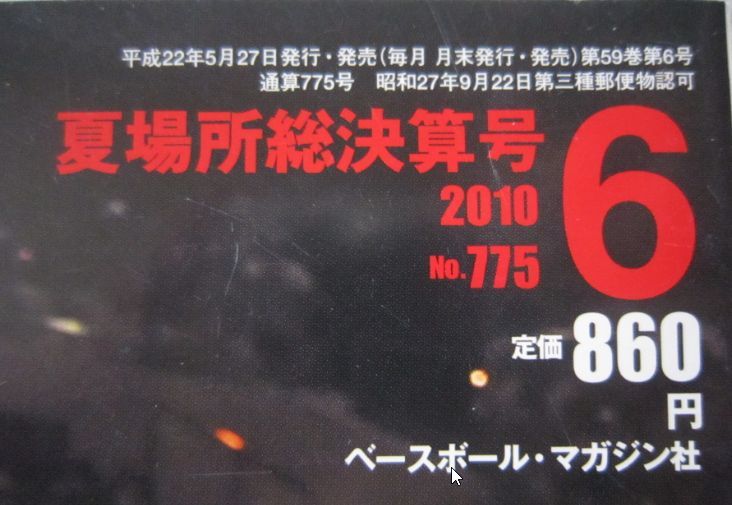 平成22年5月27日発行・発売(毎月 月末発行・発売)第59巻第6号
通算775号 昭和27年9月22日第三種郵便物認可
夏場所総決算号
6
2010
No.775
定価 860
円
ベースボール・マガジン社